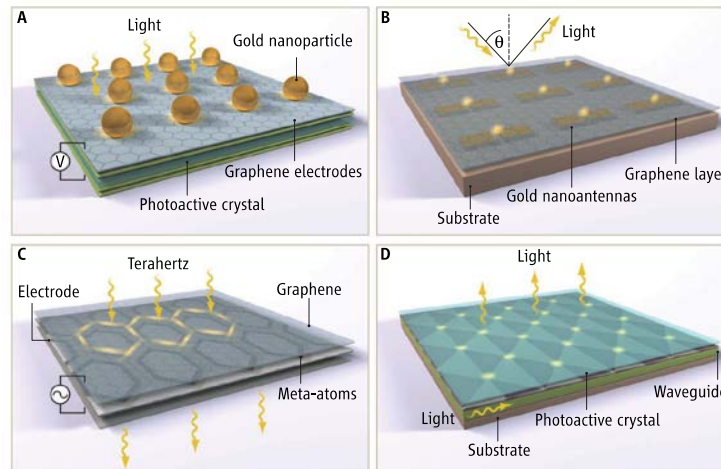 A
Light
Gold nanoparticle
V
Graphene electrodes
Photoactive crystal
B
θ
Light
Graphene laye
Gold nanoantennas
Substrate
C
Terahertz
Electrode
Graphene
Meta-atoms
D
Light
Waveguide
Light
Photoactive crystal
Substrate